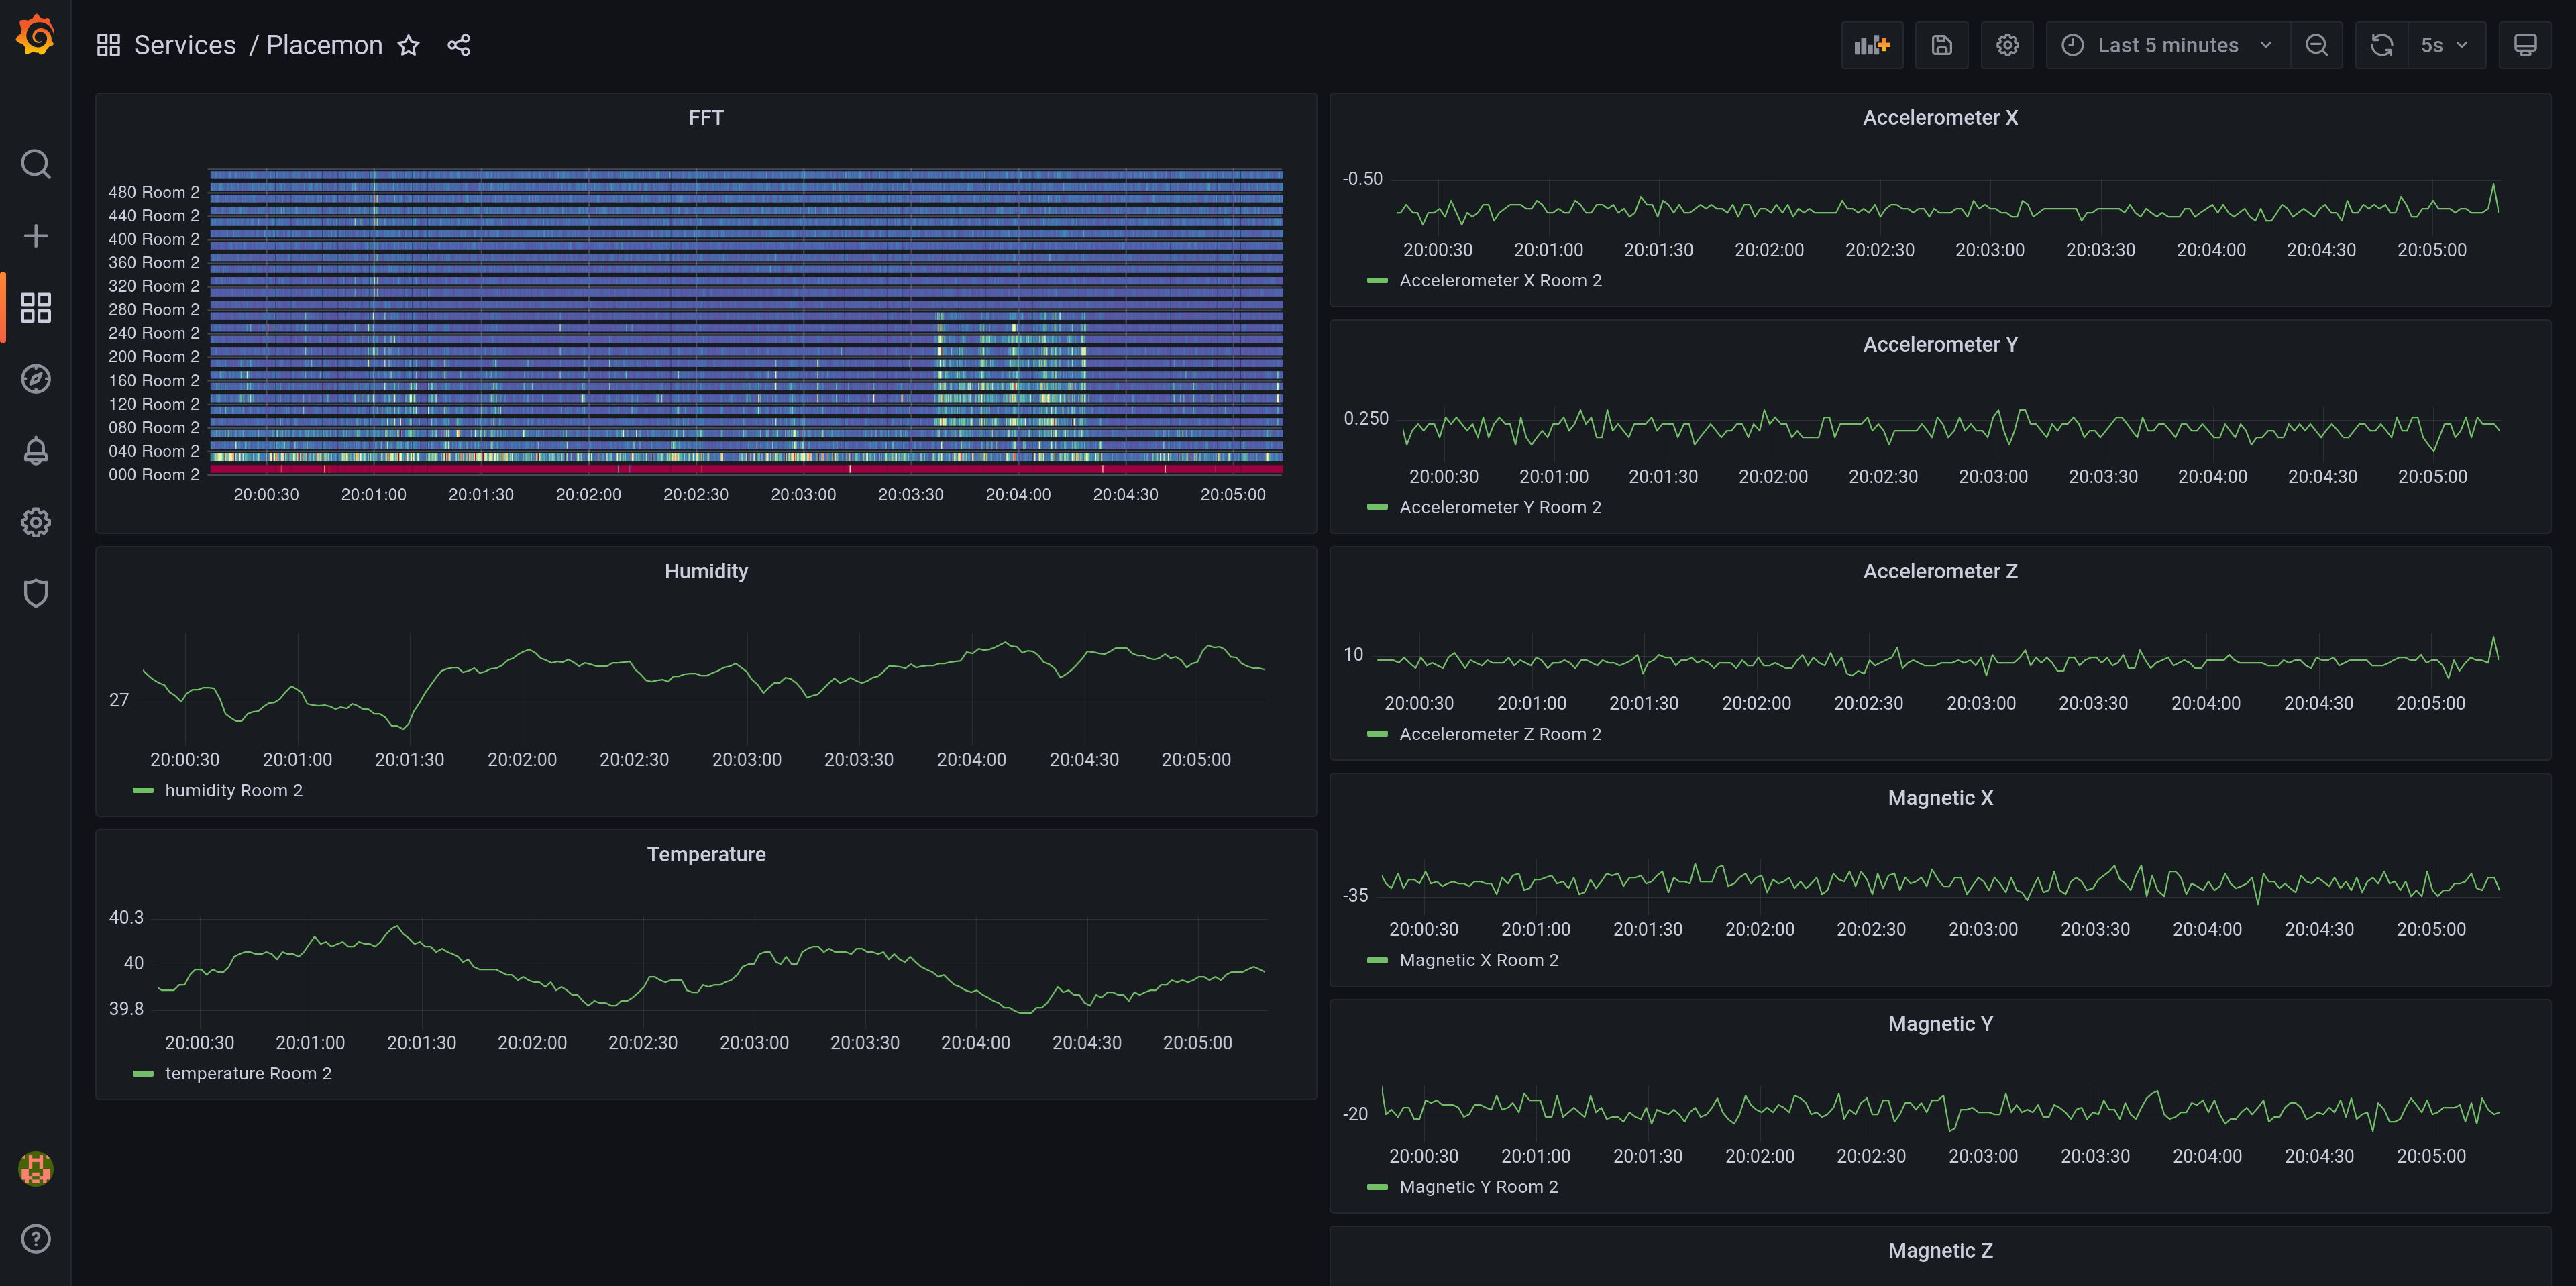 Services / Placemon
Last 5 minutes
5s
FFT
480 Room 2
440 Room 2
400 Room 2
360 Room 2
320 Room 2
280 Room 2
240 Room 2
200 Room 2
160 Room 2
120 Room 2
080 Room 2
040 Room 2
000 Room 2
20:00:30 20:01:00 20:01:30 20:02:00 20:02:30 20:03:00 20:03:30 20:04:00 20:04:30 20:05:00
Humidity
27
20:00:30 20:01:00 20:01:30 20:02:00 20:02:30 20:03:00 20:03:30 20:04:00 20:04:30 20:05:00
humidity Room 2
Temperature
40.3
40
39.8
20:00:30 20:01:00 20:01:30 20:02:00 20:02:30 20:03:00 20:03:30 20:04:00 20:04:30 20:05:00
temperature Room 2
Accelerometer X
-0.50
20:00:30 20:01:00 20:01:30 20:02:00 20:02:30 20:03:00 20:03:30 20:04:00 20:04:30 20:05:00
Accelerometer X Room 2
Accelerometer Y
0.250
20:00:30 20:01:00 20:01:30 20:02:00 20:02:30 20:03:00 20:03:30 20:04:00 20:04:30 20:05:00
Accelerometer Y Room 2
Accelerometer Z
10
20:00:30 20:01:00 20:01:30 20:02:00 20:02:30 20:03:00 20:03:30 20:04:00 20:04:30 20:05:00
Accelerometer Z Room 2
Magnetic X
-35
20:00:30 20:01:00 20:01:30 20:02:00 20:02:30 20:03:00 20:03:30 20:04:00 20:04:30 20:05:00
Magnetic X Room 2
Magnetic Y
-20
20:00:30 20:01:00 20:01:30 20:02:00 20:02:30 20:03:00 20:03:30 20:04:00 20:04:30 20:05:00
Magnetic Y Room 2
Magnetic Z